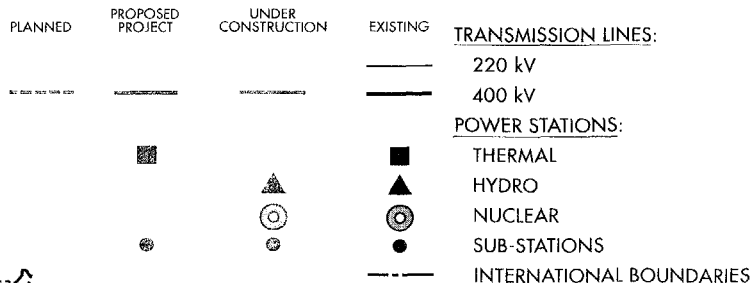 PLANNED PROPOSED PROJECT UNDER CONSTRUCTION EXISTING
TRANSMISSION LINES:
220 kV
400 kV
POWER STATIONS:
THERMAL
HYDRO
NUCLEAR
SUB-STATIONS
INTERNATIONAL BOUNDARIES